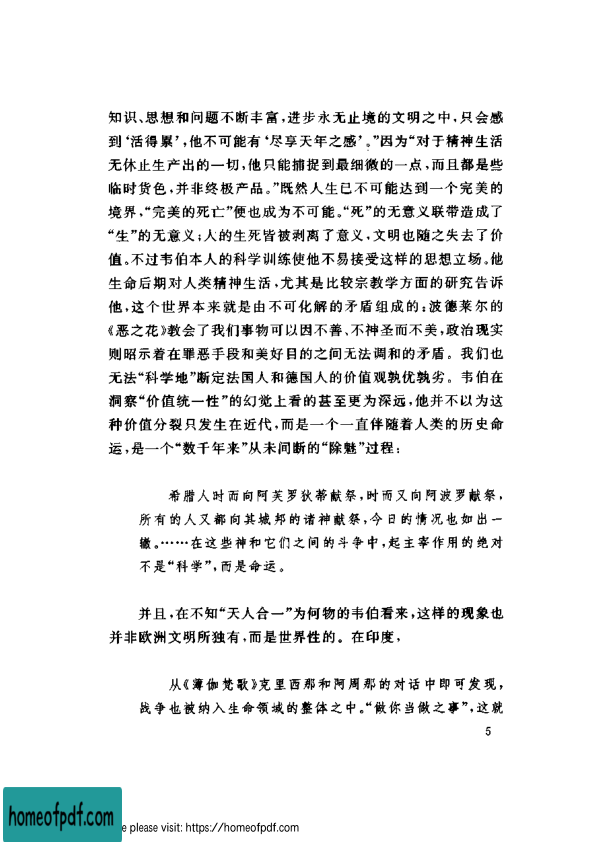 知识、思想和问题不断丰富,进步永无止境的文明之中,只会感
到‘活得累’,他不可能有‘尽享天年之感’。”因为“对于精神生活
无休止生产出的一切,他只能捕捉到最细微的一点,而且都是些
临时货色,并非终极产品。”既然人生已不可能达到一个完美的
境界,“完美的死亡”便也成为不可能。“死”的无意义联带造成了
“生”的无意义;人的生死皆被剥离了意义,文明也随之失去了价
值。不过韦伯本人的科学训练使他不易接受这样的思想立场。他
生命后期对人类精神生活,尤其是比较宗教学方面的研究告诉
他,这个世界本来就是由不可化解的矛盾组成的:波德莱尔的
《恶之花》教会了我们事物可以因不善、不神圣而不美,政治现实
则昭示着在罪恶手段和美好目的之间无法调和的矛盾。我们也
无法“科学地”断定法国人和德国人的价值观孰优孰劣。韦伯在
洞察“价值统一性”的幻觉上看的甚至更为深远,他并不以为这
种价值分裂只发生在近代,而是一个一直伴随着人类的历史命
运,是一个“数千年来”从未间断的“除魅”过程:
希腊人时而向阿芙罗狄蒂献祭,时而又向阿波罗献祭,
所有的人又都向其城邦的诸神献祭,今日的情况也如出一
辙。……在这些神和它们之间的斗争中,起主宰作用的绝对
不是“科学”,而是命运。
并且,在不知“天人合一”为何物的韦伯看来,这样的现象也
并非欧洲文明所独有,而是世界性的。在印度,
从《薄伽梵歌》克里西那和阿周那的对话中即可发现,
战争也被纳入生命领域的整体之中。“做你当做之事”,这就
5
homeofpdf.com
e please visit: https://homeofpdf.com